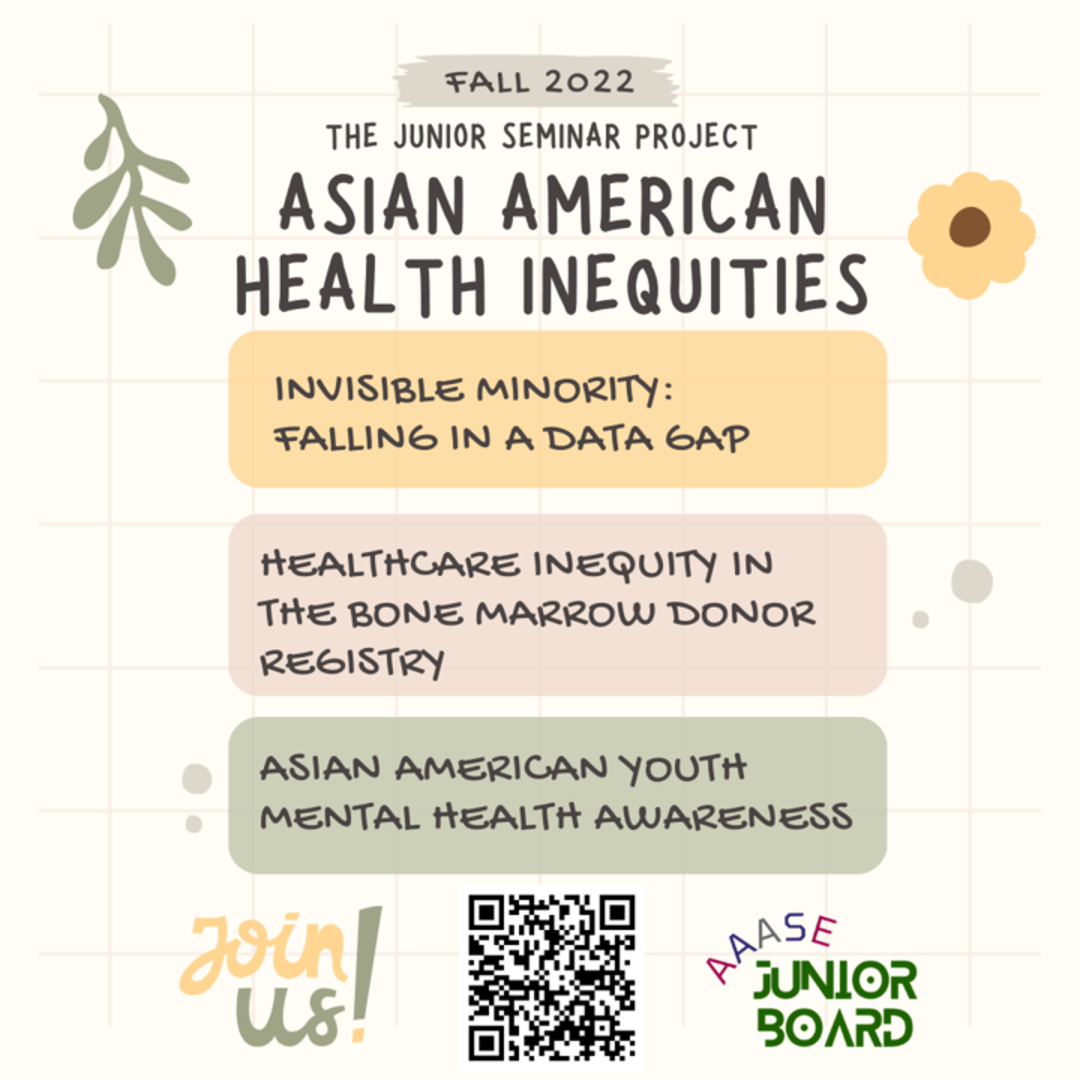 FALL 2022
THE JUNIOR SEMINAR PROJECT
ASIAN AMERICAN
HEALTH INEQUITIES
INVISIBLE MINORITY:
FALLING IN A DATA GAP
HEALTHCARE INEQUITY IN
THE BONE MARROW DONOR
REGISTRY
ASIAN AMERICAN YOUTH
MENTAL HEALTH AWARENESS
Join
us!
AAASE
JUNIOR
BOARD